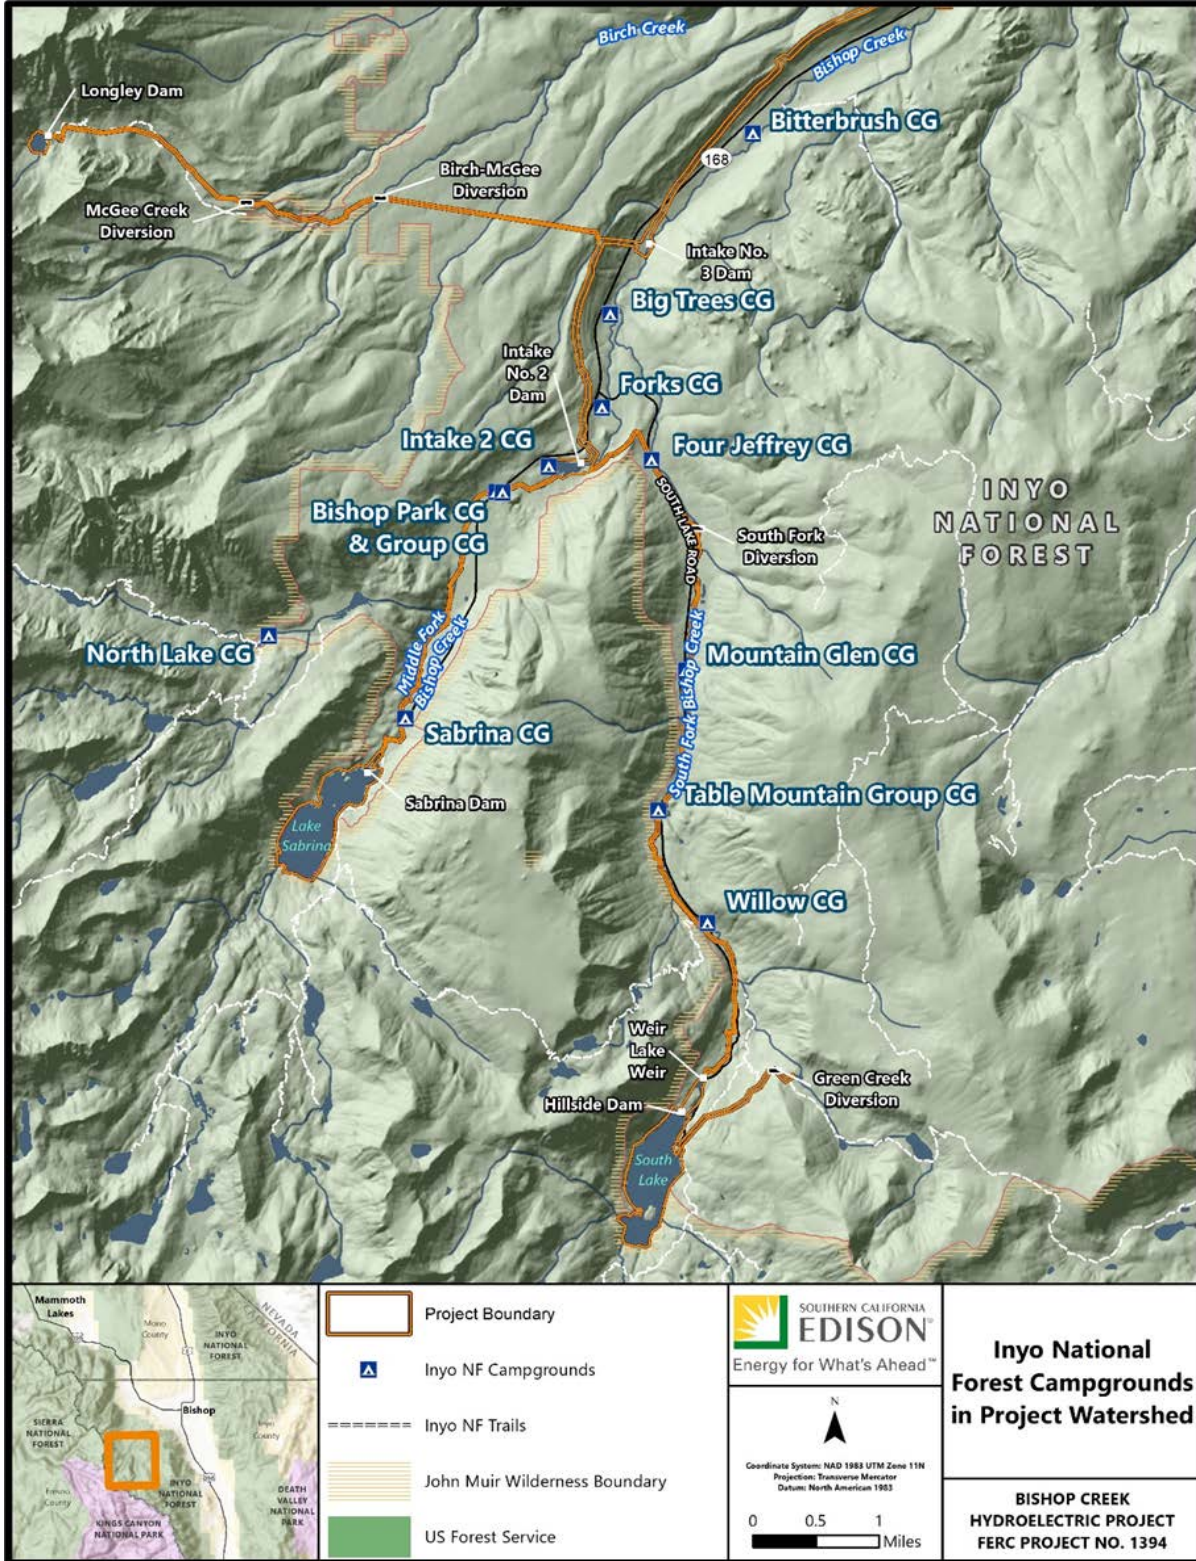 Birch Creek
Bishop Creek
Longley Dam
Bitterbrush CG
168
Birch-McGee
Diversion
McGee Creek
Diversion
Intake No.
3 Dam
Big Trees CG
Intake
No. 2
Dam
Forks CG
Intake 2 CG
Four Jeffrey CG
INYO
NATIONAL
FOREST
Bishop Park CG
& Group CG
SOUTH LAKE ROAD
South Fork
Diversion
North Lake CG
Middle Fork
Bishop Creek
South Fork Bishop Creek
Mountain Glen CG
Sabrina CG
Sabrina Dam
Table Mountain Group CG
Lake
Sabrina
Willow CG
Weir
Lake
Weir
Green Creek
Diversion
Hillside Dam
South
Lake
Mammoth
Lakes
Mono
County
NEVADA
CALIFORNIA
INYO
NATIONAL
FOREST
Bishop
SIERRA
NATIONAL
FOREST
Inyo
County
Fresno
County
INYO
NATIONAL
FOREST
DEATH
VALLEY
NATIONAL
PARK
KINGS CANYON
NATIONAL PARK
Project Boundary
Inyo NF Campgrounds
Inyo NF Trails
John Muir Wilderness Boundary
US Forest Service
SOUTHERN CALIFORNIA
EDISON
Energy for What's Ahead™
N
Coordinate System: NAD 1983 UTM Zone 11N
Projection: Transverse Mercator
Datum: North American 1983
0 0.5 1
Miles
Inyo National
Forest Campgrounds
in Project Watershed
BISHOP CREEK
HYDROELECTRIC PROJECT
FERC PROJECT NO. 1394